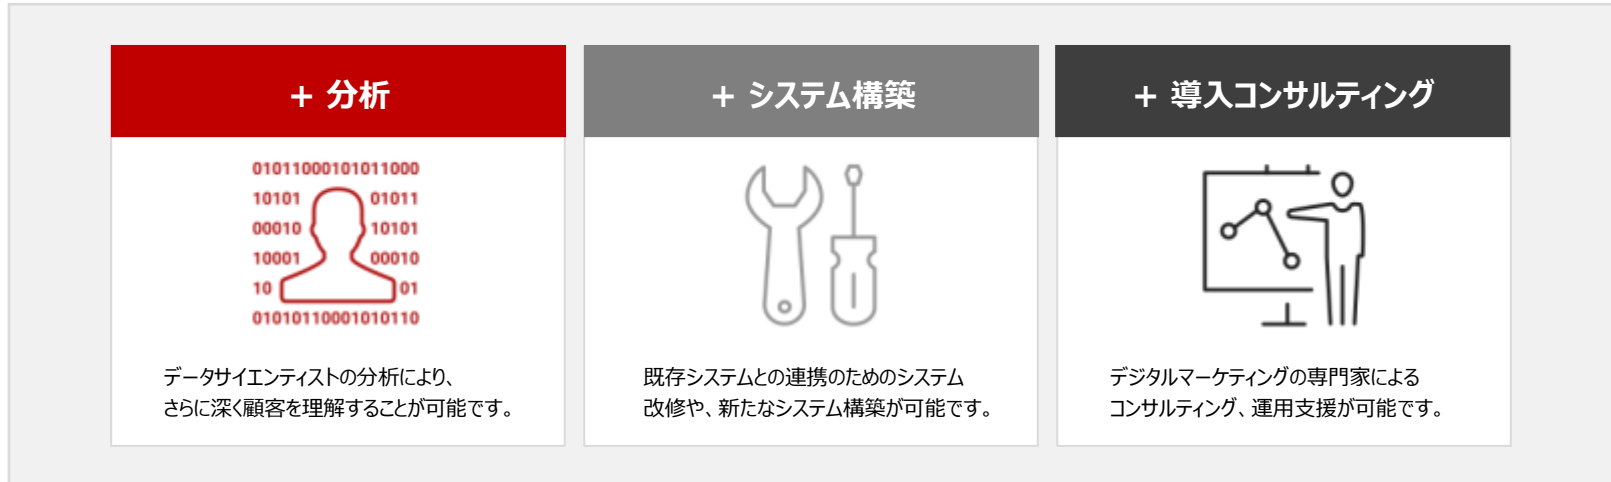 + 分析
01011000101011000
10101 01011
00010 10101
10001 00010
10 01
01010110001010110
データサイエンティストの分析により、
さらに深く顧客を理解することが可能です。
+ システム構築
既存システムとの連携のためのシステム
改修や、新たなシステム構築が可能です。
+ 導入コンサルティング
デジタルマーケティングの専門家による
コンサルティング、運用支援が可能です。